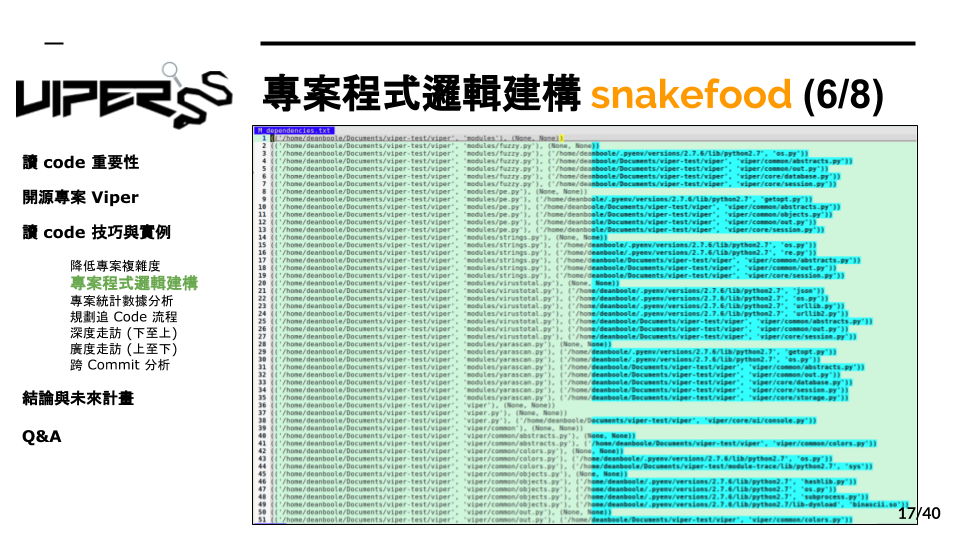 VIPER
專案程式邏輯建構 snakefood (6/8)
讀 code 重要性
開源專案 Viper
讀 code 技巧與實例
降低專案複雜度
專案程式邏輯建構
專案統計數據分析
規劃追 Code 流程
深度走訪 (下至上)
廣度走訪 (上至下)
跨 Commit 分析
結論與未來計畫
Q&A
M dependencies.txt
1 (('/home/deanboole/Documents/viper-test/viper', 'modules'), (None, None))
2 (('/home/deanboole/Documents/viper-test/viper', 'modules/fuzzy.py'), (None, None))
3 (('/home/deanboole/Documents/viper-test/viper', 'modules/fuzzy.py'), ('/home/deanboole/.pyenv/versions/2.7.6/lib/python2.7', 'os.py'))
4 (('/home/deanboole/Documents/viper-test/viper', 'modules/fuzzy.py'), ('/home/deanboole/Documents/viper-test/viper', 'viper/common/abstracts.py'))
5 (('/home/deanboole/Documents/viper-test/viper', 'modules/fuzzy.py'), ('/home/deanboole/Documents/viper-test/viper', 'viper/common/out.py'))
6 (('/home/deanboole/Documents/viper-test/viper', 'modules/fuzzy.py'), ('/home/deanboole/Documents/viper-test/viper', 'viper/core/database.py'))
7 (('/home/deanboole/Documents/viper-test/viper', 'modules/fuzzy.py'), ('/home/deanboole/Documents/viper-test/viper', 'viper/core/session.py'))
8 (('/home/deanboole/Documents/viper-test/viper', 'modules/pe.py'), (None, None))
9 (('/home/deanboole/Documents/viper-test/viper', 'modules/pe.py'), ('/home/deanboole/.pyenv/versions/2.7.6/lib/python2.7', 'getopt.py'))
10 (('/home/deanboole/Documents/viper-test/viper', 'modules/pe.py'), ('/home/deanboole/Documents/viper-test/viper', 'viper/common/abstracts.py'))
11 (('/home/deanboole/Documents/viper-test/viper', 'modules/pe.py'), ('/home/deanboole/Documents/viper-test/viper', 'viper/common/objects.py'))
12 (('/home/deanboole/Documents/viper-test/viper', 'modules/pe.py'), ('/home/deanboole/Documents/viper-test/viper', 'viper/common/out.py'))
13 (('/home/deanboole/Documents/viper-test/viper', 'modules/pe.py'), ('/home/deanboole/Documents/viper-test/viper', 'viper/core/session.py'))
14 (('/home/deanboole/Documents/viper-test/viper', 'modules/strings.py'), (None, None))
15 (('/home/deanboole/Documents/viper-test/viper', 'modules/strings.py'), ('/home/deanboole/.pyenv/versions/2.7.6/lib/python2.7', 'os.py'))
16 (('/home/deanboole/Documents/viper-test/viper', 'modules/strings.py'), ('/home/deanboole/.pyenv/versions/2.7.6/lib/python2.7', 're.py'))
17 (('/home/deanboole/Documents/viper-test/viper', 'modules/strings.py'), ('/home/deanboole/Documents/viper-test/viper', 'viper/common/abstracts.py'))
18 (('/home/deanboole/Documents/viper-test/viper', 'modules/strings.py'), ('/home/deanboole/Documents/viper-test/viper', 'viper/common/out.py'))
19 (('/home/deanboole/Documents/viper-test/viper', 'modules/strings.py'), ('/home/deanboole/Documents/viper-test/viper', 'viper/core/session.py'))
20 (('/home/deanboole/Documents/viper-test/viper', 'modules/virustotal.py'), (None, None))
21 (('/home/deanboole/Documents/viper-test/viper', 'modules/virustotal.py'), ('/home/deanboole/.pyenv/versions/2.7.6/lib/python2.7', 'json'))
22 (('/home/deanboole/Documents/viper-test/viper', 'modules/virustotal.py'), ('/home/deanboole/.pyenv/versions/2.7.6/lib/python2.7', 'os.py'))
23 (('/home/deanboole/Documents/viper-test/viper', 'modules/virustotal.py'), ('/home/deanboole/.pyenv/versions/2.7.6/lib/python2.7', 'urllib.py'))
24 (('/home/deanboole/Documents/viper-test/viper', 'modules/virustotal.py'), ('/home/deanboole/.pyenv/versions/2.7.6/lib/python2.7', 'urllib2.py'))
25 (('/home/deanboole/Documents/viper-test/viper', 'modules/virustotal.py'), ('/home/deanboole/Documents/viper-test/viper', 'viper/common/abstracts.py'))
26 (('/home/deanboole/Documents/viper-test/viper', 'modules/virustotal.py'), ('/home/deanboole/Documents/viper-test/viper', 'viper/common/out.py'))
27 (('/home/deanboole/Documents/viper-test/viper', 'modules/virustotal.py'), ('/home/deanboole/Documents/viper-test/viper', 'viper/core/session.py'))
28 (('/home/deanboole/Documents/viper-test/viper', 'modules/yarascan.py'), (None, None))
29 (('/home/deanboole/Documents/viper-test/viper', 'modules/yarascan.py'), ('/home/deanboole/.pyenv/versions/2.7.6/lib/python2.7', 'getopt.py'))
30 (('/home/deanboole/Documents/viper-test/viper', 'modules/yarascan.py'), ('/home/deanboole/.pyenv/versions/2.7.6/lib/python2.7', 'os.py'))
31 (('/home/deanboole/Documents/viper-test/viper', 'modules/yarascan.py'), ('/home/deanboole/Documents/viper-test/viper', 'viper/common/abstracts.py'))
32 (('/home/deanboole/Documents/viper-test/viper', 'modules/yarascan.py'), ('/home/deanboole/Documents/viper-test/viper', 'viper/common/out.py'))
33 (('/home/deanboole/Documents/viper-test/viper', 'modules/yarascan.py'), ('/home/deanboole/Documents/viper-test/viper', 'viper/core/database.py'))
34 (('/home/deanboole/Documents/viper-test/viper', 'modules/yarascan.py'), ('/home/deanboole/Documents/viper-test/viper', 'viper/core/session.py'))
35 (('/home/deanboole/Documents/viper-test/viper', 'modules/yarascan.py'), ('/home/deanboole/Documents/viper-test/viper', 'viper/core/storage.py'))
36 (('/home/deanboole/Documents/viper-test/viper', 'viper'), (None, None))
37 (('/home/deanboole/Documents/viper-test/viper', 'viper.py'), (None, None))
38 (('/home/deanboole/Documents/viper-test/viper', 'viper.py'), ('/home/deanboole/Documents/viper-test/viper', 'viper/core/ui/console.py'))
39 (('/home/deanboole/Documents/viper-test/viper', 'viper/common'), (None, None))
40 (('/home/deanboole/Documents/viper-test/viper', 'viper/common/abstracts.py'), (None, None))
41 (('/home/deanboole/Documents/viper-test/viper', 'viper/common/abstracts.py'), ('/home/deanboole/Documents/viper-test/viper', 'viper/common/colors.py'))
42 (('/home/deanboole/Documents/viper-test/viper', 'viper/common/colors.py'), (None, None))
43 (('/home/deanboole/Documents/viper-test/viper', 'viper/common/colors.py'), ('/home/deanboole/.pyenv/versions/2.7.6/lib/python2.7', 'os.py'))
44 (('/home/deanboole/Documents/viper-test/viper', 'viper/common/colors.py'), ('/home/deanboole/Documents/viper-test/module-trace/lib/python2.7', 'sys'))
45 (('/home/deanboole/Documents/viper-test/viper', 'viper/common/objects.py'), (None, None))
46 (('/home/deanboole/Documents/viper-test/viper', 'viper/common/objects.py'), ('/home/deanboole/.pyenv/versions/2.7.6/lib/python2.7', 'hashlib.py'))
47 (('/home/deanboole/Documents/viper-test/viper', 'viper/common/objects.py'), ('/home/deanboole/.pyenv/versions/2.7.6/lib/python2.7', 'os.py'))
48 (('/home/deanboole/Documents/viper-test/viper', 'viper/common/objects.py'), ('/home/deanboole/.pyenv/versions/2.7.6/lib/python2.7', 'subprocess.py'))
49 (('/home/deanboole/Documents/viper-test/viper', 'viper/common/objects.py'), ('/home/deanboole/.pyenv/versions/2.7.6/lib/python2.7/lib-dynload', 'binascii.so'))
50 (('/home/deanboole/Documents/viper-test/viper', 'viper/common/out.py'), (None, None))
51 (('/home/deanboole/Documents/viper-test/viper', 'viper/common/out.py'), ('/home/deanboole/Documents/viper-test/viper', 'viper/common/colors.py'))
17/40